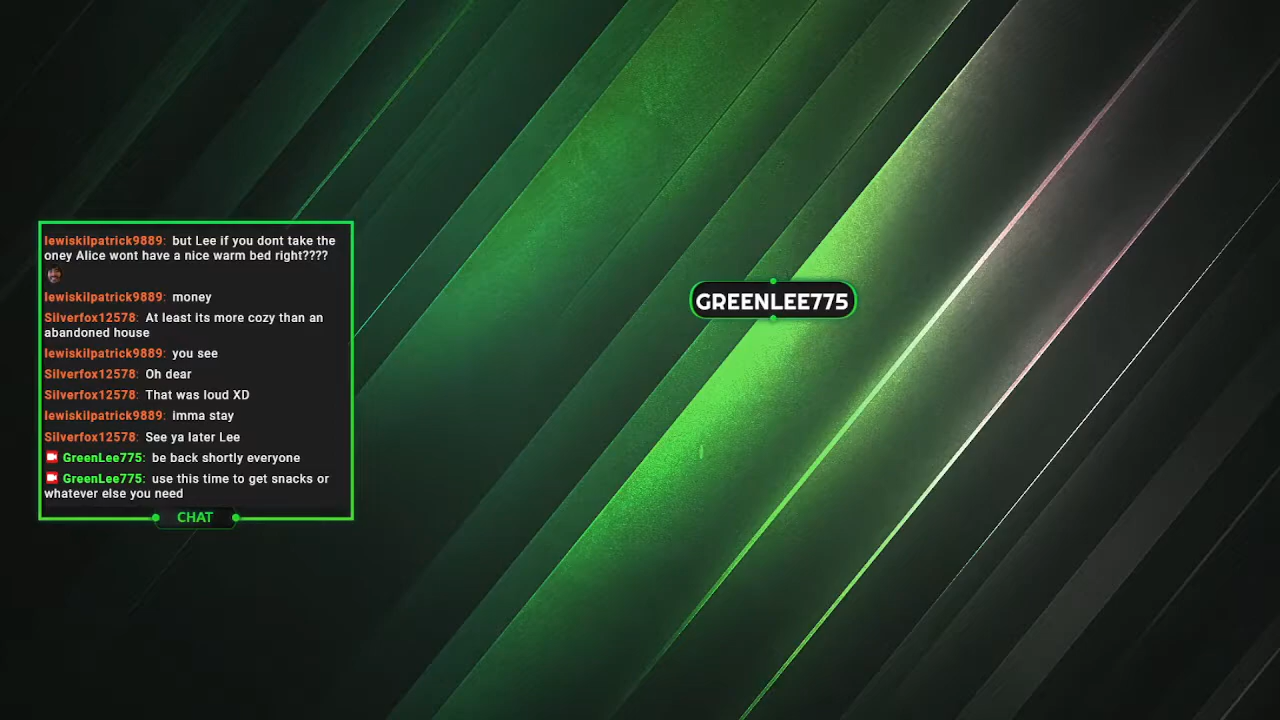 lewiskilpatrick9889: but Lee if you dont take the
oney Alice wont have a nice warm bed right????
lewiskilpatrick9889: money
Silverfox12578: At least its more cozy than an
abandoned house
lewiskilpatrick9889: you see
Silverfox12578: Oh dear
Silverfox12578: That was loud XD
lewiskilpatrick9889: imma stay
Silverfox12578: See ya later Lee
GreenLee775: be back shortly everyone
GreenLee775: use this time to get snacks or
whatever else you need
CHAT
GREENLEE775